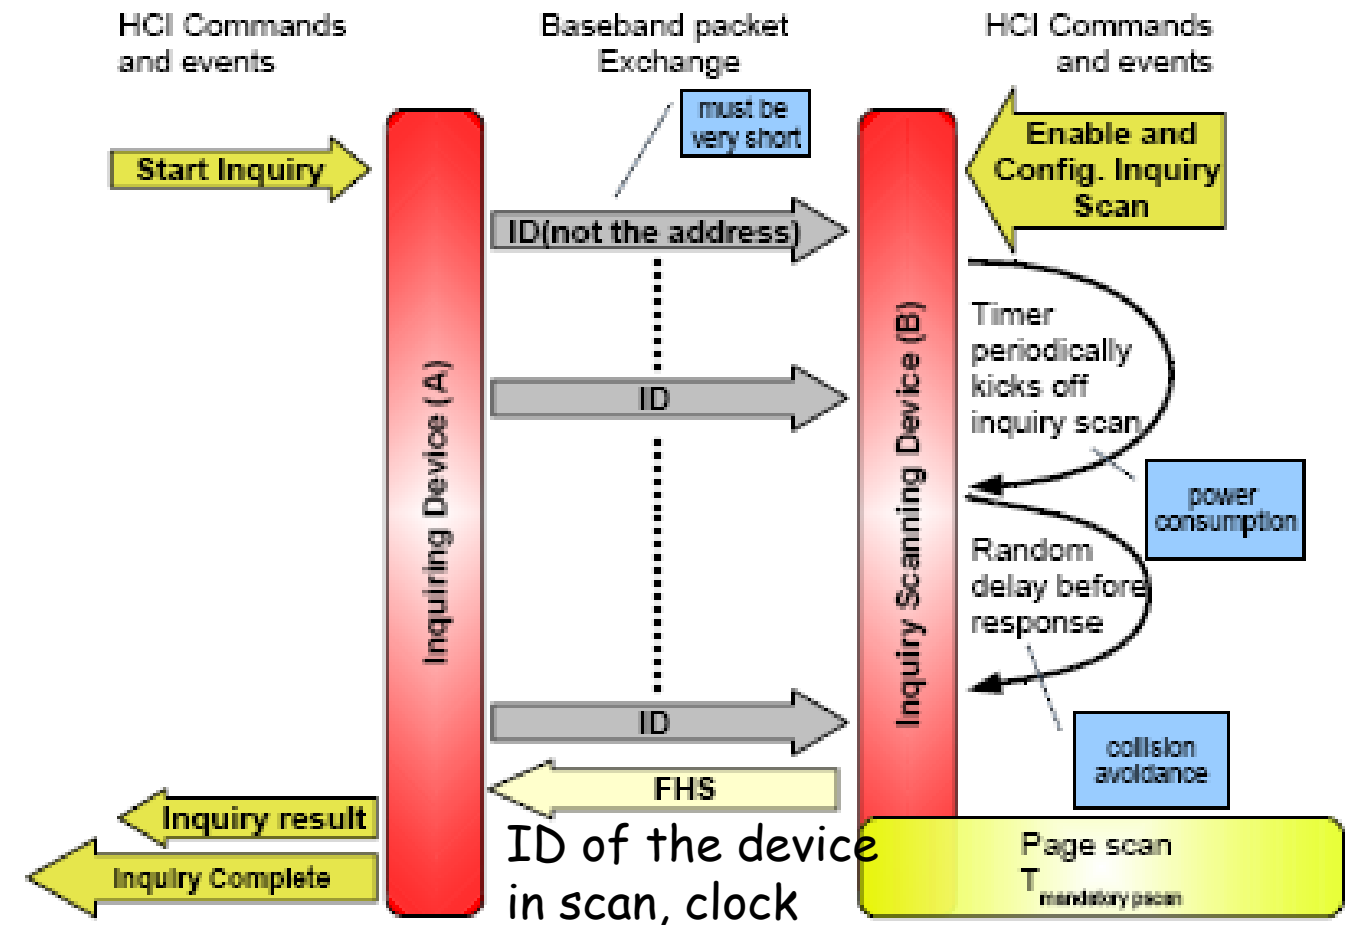 HCI Commands
and events
Baseband packet
Exchange
HCI Commands
and events
must be
very short
Start Inquiry
Enable and
Config. Inquiry
Scan
ID(not the address)
Timer
periodically
kicks off
inquiry scan
ID
Inquiring Device (A)
Inquiry Scanning Device (B)
power
consumption
Random
delay before
response
ID
collision
avoidance
FHS
Inquiry result
ID of the device
in scan, clock
Inquiry Complete
Page scan
T mandatory pscan